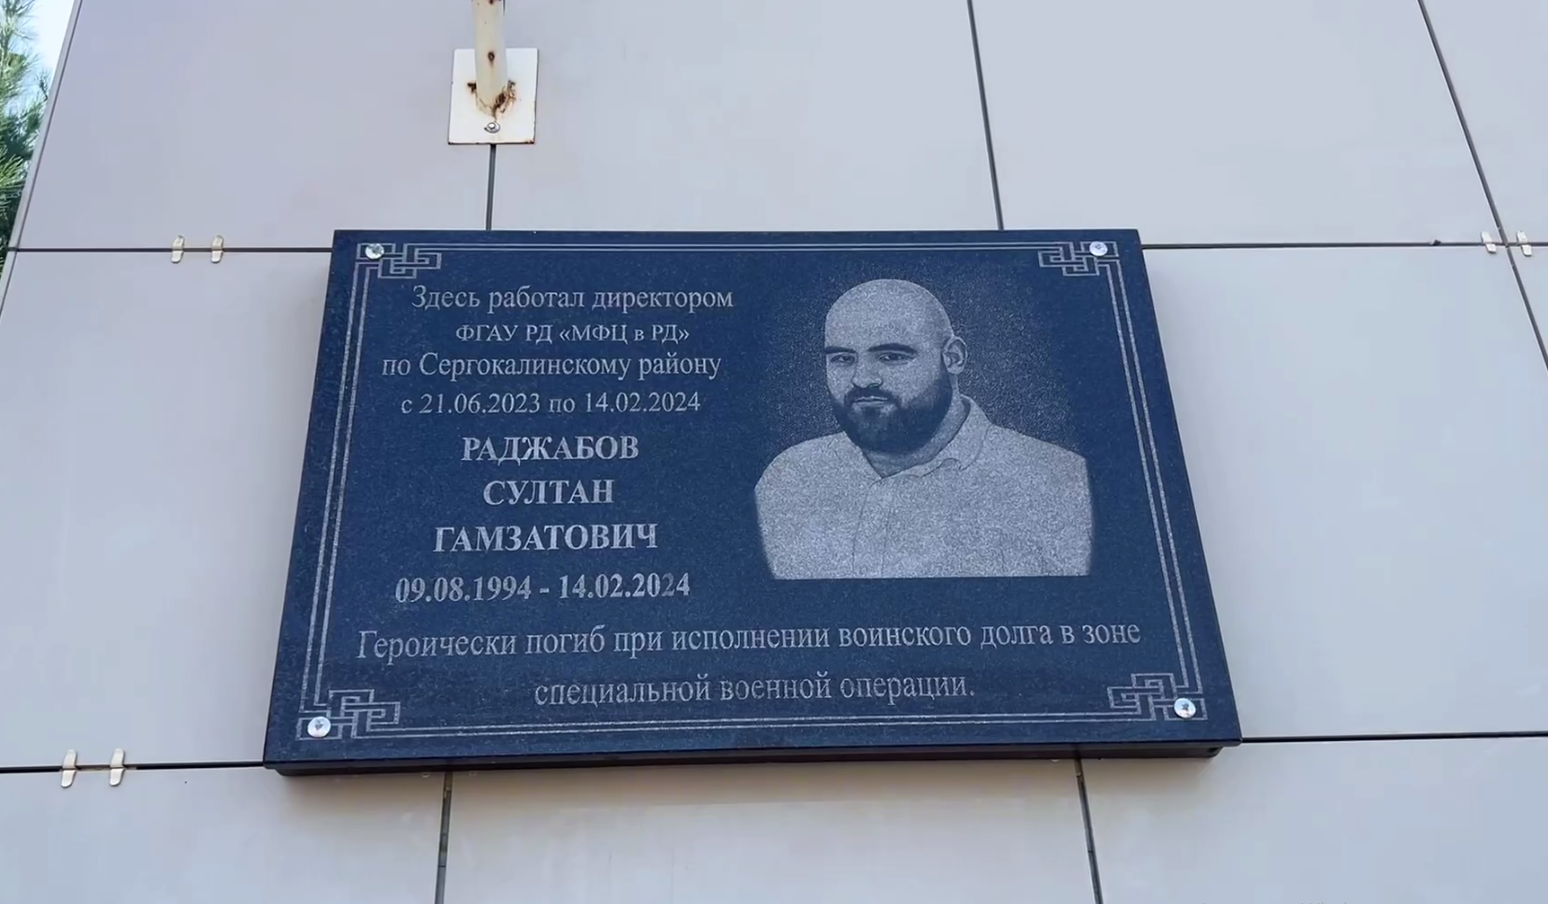 Здесь работал директором
ФГАУ РД «МФЦ в РД»
по Сергокалинскому району
с 21.06.2023 по 14.02.2024
РАДЖАБОВ
СУЛТАН
ГАМЗАТОВИЧ
09.08.1994 - 14.02.2024
Героически погиб при исполнении воинского долга в зоне
специальной военной операции.